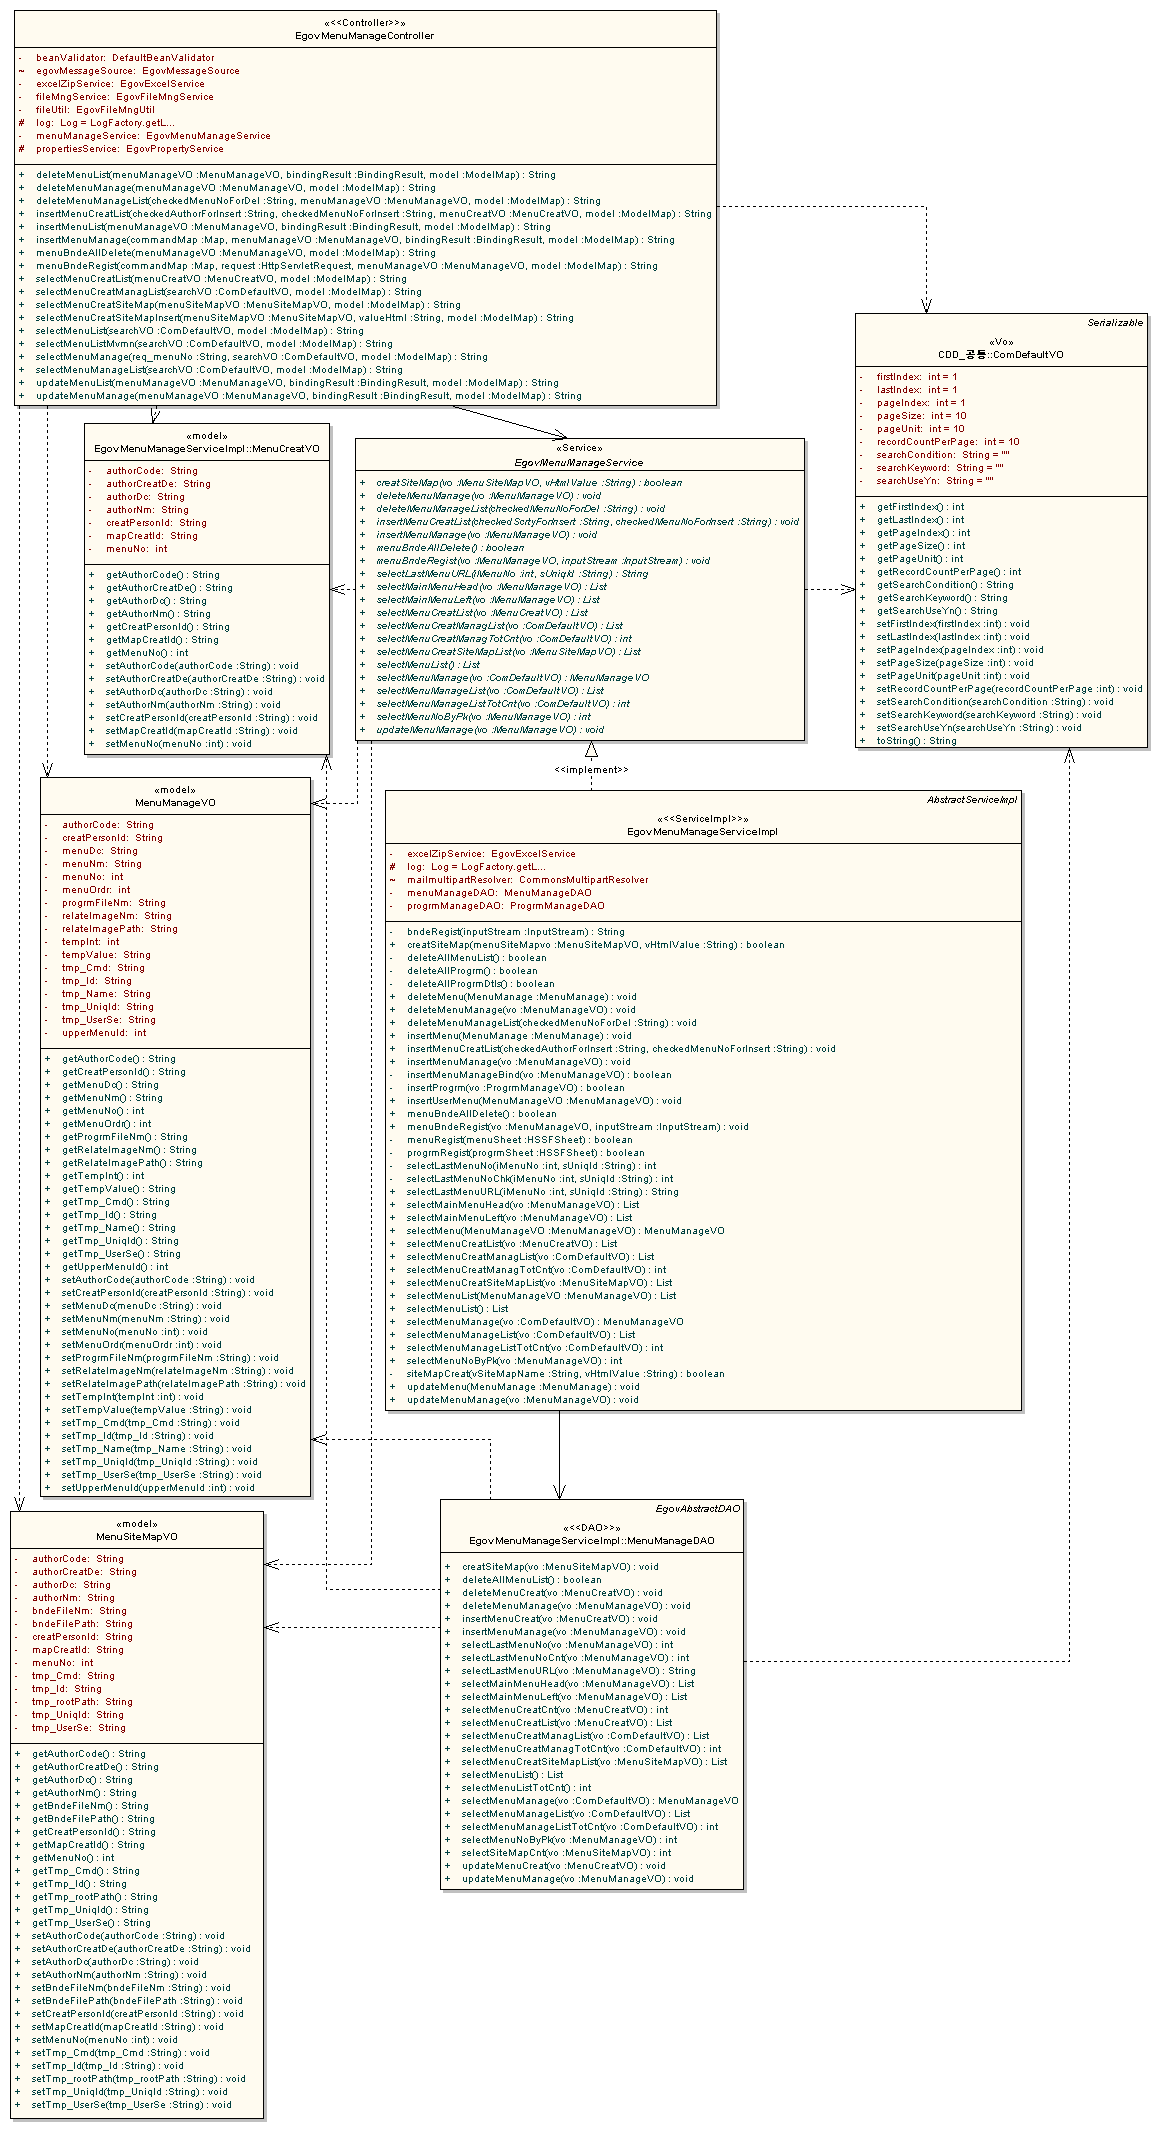 «<<Controller>>»
EgovMenuManageController
- beanValidator: DefaultBeanValidator
~ egovMessageSource: EgovMessageSource
- excelZipService: EgovExcelService
- fileMngService: EgovFileMngService
- fileUtil: EgovFileMngUtil
# log: Log = LogFactory.getL...
- menuManageService: EgovMenuManageService
# propertiesService: EgovPropertyService
+ deleteMenuList(menuManageVO :MenuManageVO, bindingResult :BindingResult, model :ModelMap) : String
+ deleteMenuManage(menuManageVO :MenuManageVO, model :ModelMap) : String
+ deleteMenuManageList(checkedMenuNoForDel :String, menuManageVO :MenuManageVO, model :ModelMap) : String
+ insertMenuCreatList(checkedAuthorForInsert :String, checkedMenuNoForInsert :String, menuCreatVO :MenuCreatVO, model :ModelMap) : String
+ insertMenuList(menuManageVO :MenuManageVO, bindingResult :BindingResult, model :ModelMap) : String
+ insertMenuManage(commandMap :Map, menuManageVO :MenuManageVO, bindingResult :BindingResult, model :ModelMap) : String
+ menuBndeAllDelete(menuManageVO :MenuManageVO, model :ModelMap) : String
+ menuBndeRegist(commandMap :Map, request :HttpServletRequest, menuManageVO :MenuManageVO, model :ModelMap) : String
+ selectMenuCreatList(menuCreatVO :MenuCreatVO, model :ModelMap) : String
+ selectMenuCreatManagList(searchVO :ComDefaultVO, model :ModelMap) : String
+ selectMenuCreatSiteMap(menuSiteMapVO :MenuSiteMapVO, model :ModelMap) : String
+ selectMenuCreatSiteMapInsert(menuSiteMapVO :MenuSiteMapVO, valueHtml :String, model :ModelMap) : String
+ selectMenuList(searchVO :ComDefaultVO, model :ModelMap) : String
+ selectMenuListMvmn(searchVO :ComDefaultVO, model :ModelMap) : String
+ selectMenuManage(req_menuNo :String, searchVO :ComDefaultVO, model :ModelMap) : String
+ selectMenuManageList(searchVO :ComDefaultVO, model :ModelMap) : String
+ updateMenuList(menuManageVO :MenuManageVO, bindingResult :BindingResult, model :ModelMap) : String
+ updateMenuManage(menuManageVO :MenuManageVO, bindingResult :BindingResult, model :ModelMap) : String
Serializable
«Vo»
CDD_공통::ComDefaultVO
- firstIndex: int = 1
- lastIndex: int = 1
- pageIndex: int = 1
- pageSize: int = 10
- pageUnit: int = 10
- recordCountPerPage: int = 10
- searchCondition: String = ""
- searchKeyword: String = ""
- searchUseYn: String = ""
+ getFirstIndex() : int
+ getLastIndex() : int
+ getPageIndex() : int
+ getPageSize() : int
+ getPageUnit() : int
+ getRecordCountPerPage() : int
+ getSearchCondition() : String
+ getSearchKeyword() : String
+ getSearchUseYn() : String
+ setFirstIndex(firstIndex :int) : void
+ setLastIndex(lastIndex :int) : void
+ setPageIndex(pageIndex :int) : void
+ setPageSize(pageSize :int) : void
+ setPageUnit(pageUnit :int) : void
+ setRecordCountPerPage(recordCountPerPage :int) : void
+ setSearchCondition(searchCondition :String) : void
+ setSearchKeyword(searchKeyword :String) : void
+ setSearchUseYn(searchUseYn :String) : void
+ toString() : String
«model»
EgovMenuManageServiceImpl::MenuCreatVO
- authorCode: String
- authorCreatDe: String
- authorDc: String
- authorNm: String
- creatPersonId: String
- mapCreatId: String
- menuNo: int
+ getAuthorCode() : String
+ getAuthorCreatDe() : String
+ getAuthorDc() : String
+ getAuthorNm() : String
+ getCreatPersonId() : String
+ getMapCreatId() : String
+ getMenuNo() : int
+ setAuthorCode(authorCode :String) : void
+ setAuthorCreatDe(authorCreatDe :String) : void
+ setAuthorDc(authorDc :String) : void
+ setAuthorNm(authorNm :String) : void
+ setCreatPersonId(creatPersonId :String) : void
+ setMapCreatId(mapCreatId :String) : void
+ setMenuNo(menuNo :int) : void
«Service»
EgovMenuManageService
+ creatSiteMap(vo :MenuSiteMapVO, vHtmlValue :String) : boolean
+ deleteMenuManage(vo :MenuManageVO) : void
+ deleteMenuManageList(checkedMenuNoForDel :String) : void
+ insertMenuCreatList(checkedScrtyForInsert :String, checkedMenuNoForInsert :String) : void
+ insertMenuManage(vo :MenuManageVO) : void
+ menuBndeAllDelete() : boolean
+ menuBndeRegist(vo :MenuManageVO, inputStream :InputStream) : void
+ selectLastMenuURL(iMenuNo :int, sUniqId :String) : String
+ selectMainMenuHead(vo :MenuManageVO) : List
+ selectMainMenuLeft(vo :MenuManageVO) : List
+ selectMenuCreatList(vo :MenuCreatVO) : List
+ selectMenuCreatManagList(vo :ComDefaultVO) : List
+ selectMenuCreatManagTotCnt(vo :ComDefaultVO) : int
+ selectMenuCreatSiteMapList(vo :MenuSiteMapVO) : List
+ selectMenuList() : List
+ selectMenuManage(vo :ComDefaultVO) : MenuManageVO
+ selectMenuManageList(vo :ComDefaultVO) : List
+ selectMenuManageListTotCnt(vo :ComDefaultVO) : int
+ selectMenuNoByPk(vo :MenuManageVO) : int
+ updateMenuManage(vo :MenuManageVO) : void
<<implement>>
«model»
MenuManageVO
- authorCode: String
- creatPersonId: String
- menuDc: String
- menuNm: String
- menuNo: int
- menuOrdr: int
- progrmFileNm: String
- relateImageNm: String
- relateImagePath: String
- tempInt: int
- tempValue: String
- tmp_Cmd: String
- tmp_Id: String
- tmp_Name: String
- tmp_UniqId: String
- tmp_UserSe: String
- upperMenuId: int
+ getAuthorCode() : String
+ getCreatPersonId() : String
+ getMenuDc() : String
+ getMenuNm() : String
+ getMenuNo() : int
+ getMenuOrdr() : int
+ getProgrmFileNm() : String
+ getRelateImageNm() : String
+ getRelateImagePath() : String
+ getTempInt() : int
+ getTempValue() : String
+ getTmp_Cmd() : String
+ getTmp_Id() : String
+ getTmp_Name() : String
+ getTmp_UniqId() : String
+ getTmp_UserSe() : String
+ getUpperMenuId() : int
+ setAuthorCode(authorCode :String) : void
+ setCreatPersonId(creatPersonId :String) : void
+ setMenuDc(menuDc :String) : void
+ setMenuNm(menuNm :String) : void
+ setMenuNo(menuNo :int) : void
+ setMenuOrdr(menuOrdr :int) : void
+ setProgrmFileNm(progrmFileNm :String) : void
+ setRelateImageNm(relateImageNm :String) : void
+ setRelateImagePath(relateImagePath :String) : void
+ setTempInt(tempInt :int) : void
+ setTempValue(tempValue :String) : void
+ setTmp_Cmd(tmp_Cmd :String) : void
+ setTmp_Id(tmp_Id :String) : void
+ setTmp_Name(tmp_Name :String) : void
+ setTmp_UniqId(tmp_UniqId :String) : void
+ setTmp_UserSe(tmp_UserSe :String) : void
+ setUpperMenuId(upperMenuId :int) : void
AbstractServiceImpl
«<<ServiceImpl>>»
EgovMenuManageServiceImpl
- excelZipService: EgovExcelService
# log: Log = LogFactory.getL...
~ mailmultipartResolver: CommonsMultipartResolver
- menuManageDAO: MenuManageDAO
- progrmManageDAO: ProgrmManageDAO
- bndeRegist(inputStream :InputStream) : String
+ creatSiteMap(menuSiteMapvo :MenuSiteMapVO, vHtmlValue :String) : boolean
- deleteAllMenuList() : boolean
- deleteAllProgrm() : boolean
- deleteAllProgrmDtls() : boolean
+ deleteMenu(MenuManage :MenuManage) : void
+ deleteMenuManage(vo :MenuManageVO) : void
+ deleteMenuManageList(checkedMenuNoForDel :String) : void
+ insertMenu(MenuManage :MenuManage) : void
+ insertMenuCreatList(checkedAuthorForInsert :String, checkedMenuNoForInsert :String) : void
+ insertMenuManage(vo :MenuManageVO) : void
- insertMenuManageBind(vo :MenuManageVO) : boolean
- insertProgrm(vo :ProgrmManageVO) : boolean
+ insertUserMenu(MenuManageVO :MenuManageVO) : void
+ menuBndeAllDelete() : boolean
+ menuBndeRegist(vo :MenuManageVO, inputStream :InputStream) : void
- menuRegist(menuSheet :HSSFSheet) : boolean
- progrmRegist(progrmSheet :HSSFSheet) : boolean
- selectLastMenuNo(iMenuNo :int, sUniqId :String) : int
- selectLastMenuNoChk(iMenuNo :int, sUniqId :String) : int
+ selectLastMenuURL(iMenuNo :int, sUniqId :String) : String
+ selectMainMenuHead(vo :MenuManageVO) : List
+ selectMainMenuLeft(vo :MenuManageVO) : List
+ selectMenu(MenuManageVO :MenuManageVO) : MenuManageVO
+ selectMenuCreatList(vo :MenuCreatVO) : List
+ selectMenuCreatManagList(vo :ComDefaultVO) : List
+ selectMenuCreatManagTotCnt(vo :ComDefaultVO) : int
+ selectMenuCreatSiteMapList(vo :MenuSiteMapVO) : List
+ selectMenuList(MenuManageVO :MenuManageVO) : List
+ selectMenuList() : List
+ selectMenuManage(vo :ComDefaultVO) : MenuManageVO
+ selectMenuManageList(vo :ComDefaultVO) : List
+ selectMenuManageListTotCnt(vo :ComDefaultVO) : int
+ selectMenuNoByPk(vo :MenuManageVO) : int
- siteMapCreat(vSiteMapName :String, vHtmlValue :String) : boolean
+ updateMenu(MenuManage :MenuManage) : void
+ updateMenuManage(vo :MenuManageVO) : void
«model»
MenuSiteMapVO
- authorCode: String
- authorCreatDe: String
- authorDc: String
- authorNm: String
- bndeFileNm: String
- bndeFilePath: String
- creatPersonId: String
- mapCreatId: String
- menuNo: int
- tmp_Cmd: String
- tmp_Id: String
- tmp_rootPath: String
- tmp_UniqId: String
- tmp_UserSe: String
+ getAuthorCode() : String
+ getAuthorCreatDe() : String
+ getAuthorDc() : String
+ getAuthorNm() : String
+ getBndeFileNm() : String
+ getBndeFilePath() : String
+ getCreatPersonId() : String
+ getMapCreatId() : String
+ getMenuNo() : int
+ getTmp_Cmd() : String
+ getTmp_Id() : String
+ getTmp_rootPath() : String
+ getTmp_UniqId() : String
+ getTmp_UserSe() : String
+ setAuthorCode(authorCode :String) : void
+ setAuthorCreatDe(authorCreatDe :String) : void
+ setAuthorDc(authorDc :String) : void
+ setAuthorNm(authorNm :String) : void
+ setBndeFileNm(bndeFileNm :String) : void
+ setBndeFilePath(bndeFilePath :String) : void
+ setCreatPersonId(creatPersonId :String) : void
+ setMapCreatId(mapCreatId :String) : void
+ setMenuNo(menuNo :int) : void
+ setTmp_Cmd(tmp_Cmd :String) : void
+ setTmp_Id(tmp_Id :String) : void
+ setTmp_rootPath(tmp_rootPath :String) : void
+ setTmp_UniqId(tmp_UniqId :String) : void
+ setTmp_UserSe(tmp_UserSe :String) : void
EgovAbstractDAO
«<<DAO>>»
EgovMenuManageServiceImpl::MenuManageDAO
+ creatSiteMap(vo :MenuSiteMapVO) : void
+ deleteAllMenuList() : boolean
+ deleteMenuCreat(vo :MenuCreatVO) : void
+ deleteMenuManage(vo :MenuManageVO) : void
+ insertMenuCreat(vo :MenuCreatVO) : void
+ insertMenuManage(vo :MenuManageVO) : void
+ selectLastMenuNo(vo :MenuManageVO) : int
+ selectLastMenuNoCnt(vo :MenuManageVO) : int
+ selectLastMenuURL(vo :MenuManageVO) : String
+ selectMainMenuHead(vo :MenuManageVO) : List
+ selectMainMenuLeft(vo :MenuManageVO) : List
+ selectMenuCreatCnt(vo :MenuCreatVO) : int
+ selectMenuCreatList(vo :MenuCreatVO) : List
+ selectMenuCreatManagList(vo :ComDefaultVO) : List
+ selectMenuCreatManagTotCnt(vo :ComDefaultVO) : int
+ selectMenuCreatSiteMapList(vo :MenuSiteMapVO) : List
+ selectMenuList() : List
+ selectMenuListTotCnt() : int
+ selectMenuManage(vo :ComDefaultVO) : MenuManageVO
+ selectMenuManageList(vo :ComDefaultVO) : List
+ selectMenuManageListTotCnt(vo :ComDefaultVO) : int
+ selectMenuNoByPk(vo :MenuManageVO) : int
+ selectSiteMapCnt(vo :MenuSiteMapVO) : int
+ updateMenuCreat(vo :MenuCreatVO) : void
+ updateMenuManage(vo :MenuManageVO) : void